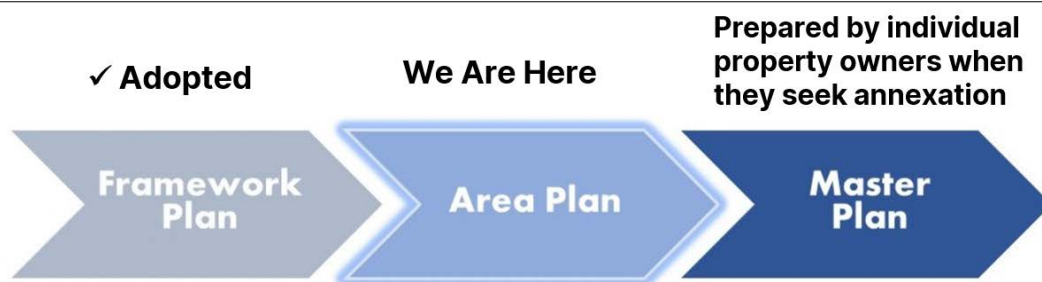 ✓ Adopted
We Are Here
Prepared by individual
property owners when
they seek annexation
Framework
Plan
Area Plan
Master
Plan